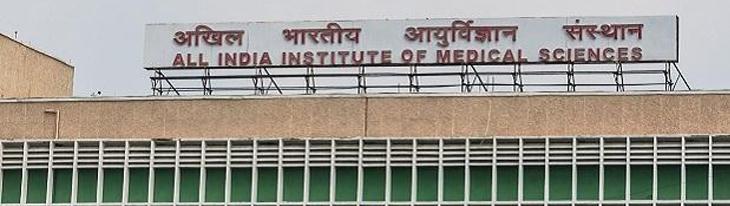 अखिल भारतीय आयुर्विज्ञान संस्थान
ALL INDIA INSTITUTE OF MEDICAL SCIENCES